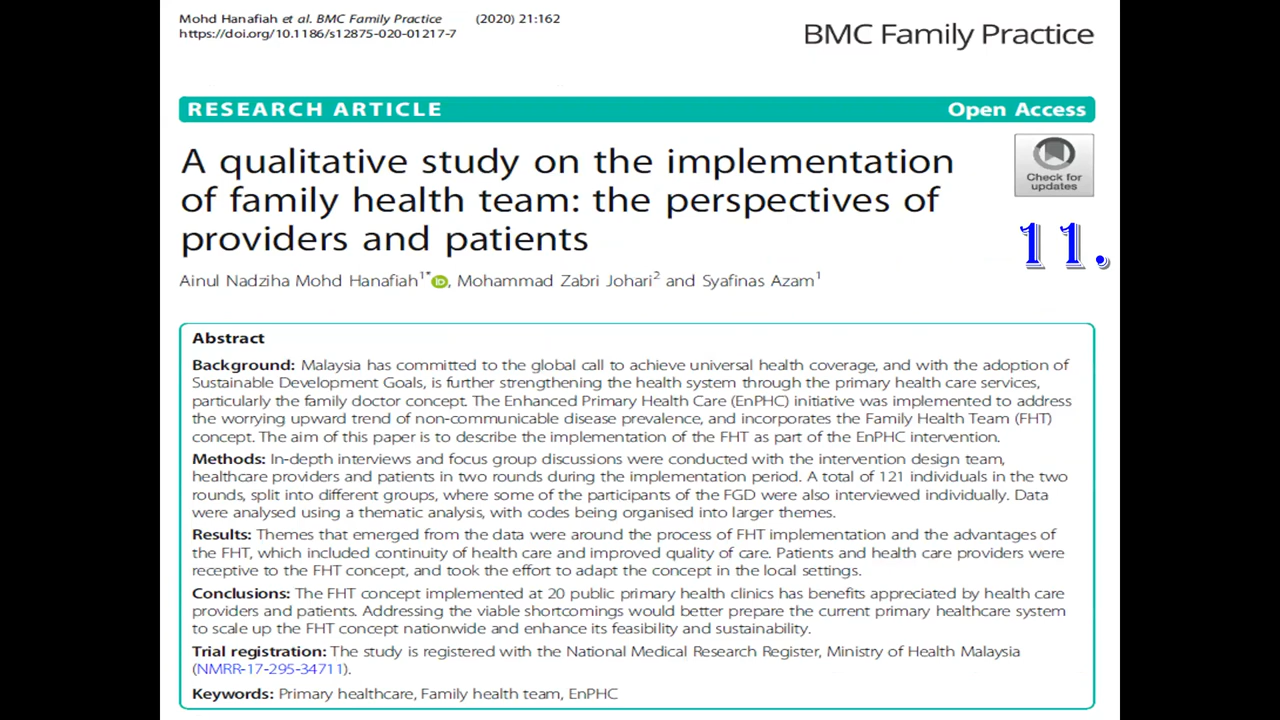 Mohd Hanafiah et al. BMC Family Practice (2020) 21:162
https://doi.org/10.1186/s12875-020-01217-7
BMC Family Practice
RESEARCH ARTICLE Open Access
A qualitative study on the implementation
of family health team: the perspectives of
providers and patients
Check for
updates
11.
Ainul Nadziha Mohd Hanafiah1* iD, Mohammad Zabri Johari2 and Syafinas Azam1
Abstract
Background: Malaysia has committed to the global call to achieve universal health coverage, and with the adoption of
Sustainable Development Goals, is further strengthening the health system through the primary health care services,
particularly the family doctor concept. The Enhanced Primary Health Care (EnPHC) initiative was implemented to address
the worrying upward trend of non-communicable disease prevalence, and incorporates the Family Health Team (FHT)
concept. The aim of this paper is to describe the implementation of the FHT as part of the EnPHC intervention.
Methods: In-depth interviews and focus group discussions were conducted with the intervention design team,
healthcare providers and patients in two rounds during the implementation period. A total of 121 individuals in the two
rounds, split into different groups, where some of the participants of the FGD were also interviewed individually. Data
were analysed using a thematic analysis, with codes being organised into larger themes.
Results: Themes that emerged from the data were around the process of FHT implementation and the advantages of
the FHT, which included continuity of health care and improved quality of care. Patients and health care providers were
receptive to the FHT concept, and took the effort to adapt the concept in the local settings.
Conclusions: The FHT concept implemented at 20 public primary health clinics has benefits appreciated by health care
providers and patients. Addressing the viable shortcomings would better prepare the current primary healthcare system
to scale up the FHT concept nationwide and enhance its feasibility and sustainability.
Trial registration: The study is registered with the National Medical Research Register, Ministry of Health Malaysia
(NMRR-17-295-34711).
Keywords: Primary healthcare, Family health team, EnPHC